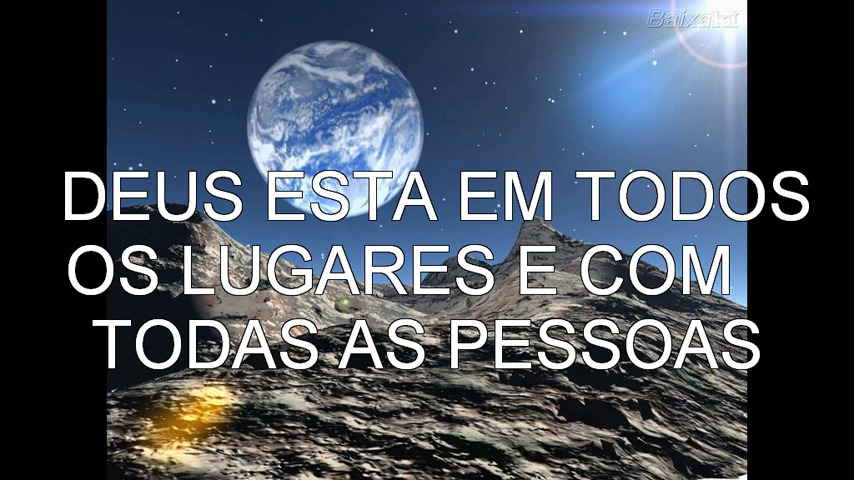 Baixaki
DEUS ESTA EM TODOS
OS LUGARES E COM
TODAS AS PESSOAS